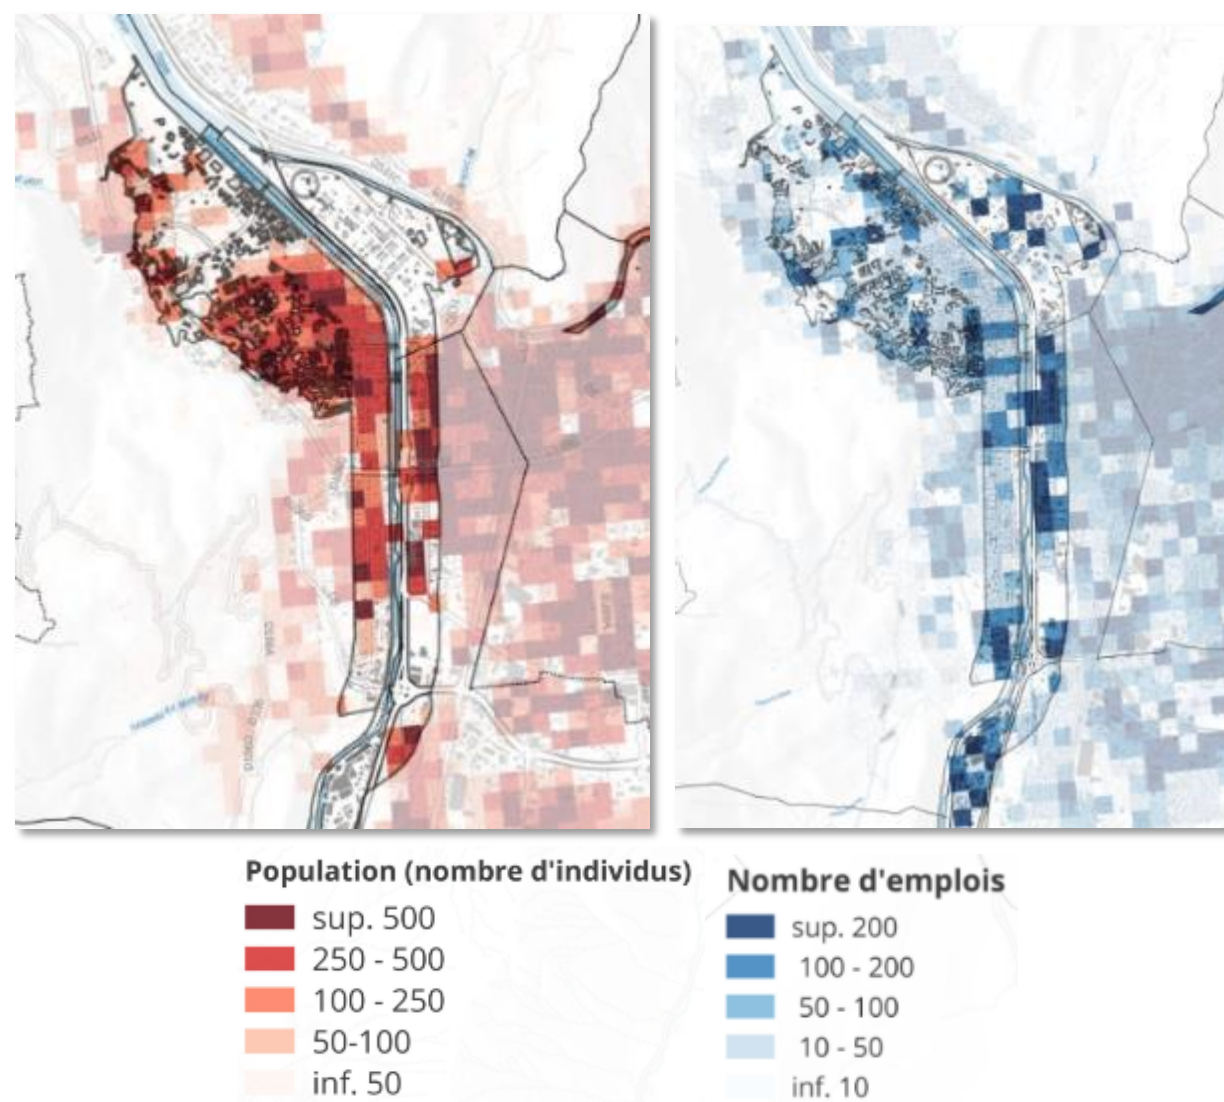 Population (nombre d'individus)
sup. 500
250 - 500
100 - 250
50-100
inf. 50
Nombre d'emplois
sup. 200
100 - 200
50 - 100
10 - 50
inf. 10